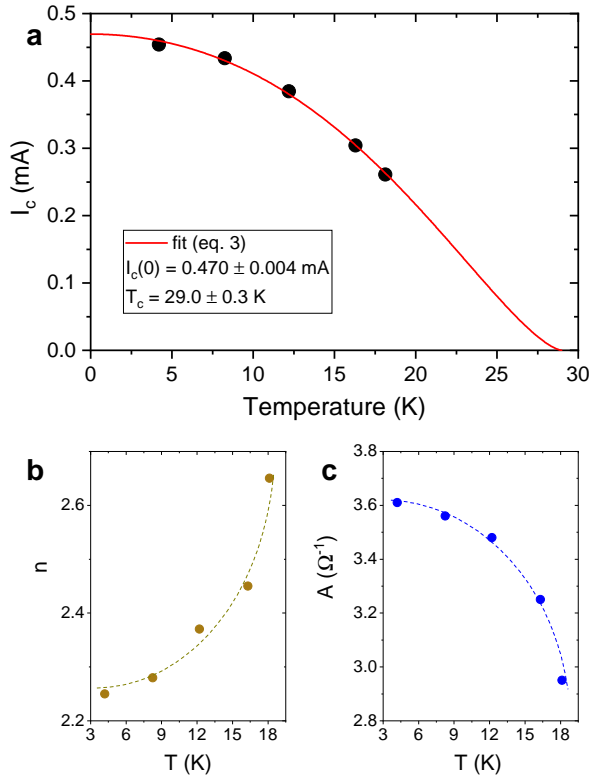 a
0.5
0.4
0.3
0.2
0.1
0.0
I_c (mA)
fit (eq. 3)
I_c(0) = 0.470 ± 0.004 mA
T_c = 29.0 ± 0.3 K
0 5 10 15 20 25 30
Temperature (K)
b
2.6
2.4
2.2
n
3 6 9 12 15 18
T (K)
c
3.8
3.6
3.4
3.2
3.0
2.8
A (Ω⁻¹)
3 6 9 12 15 18
T (K)